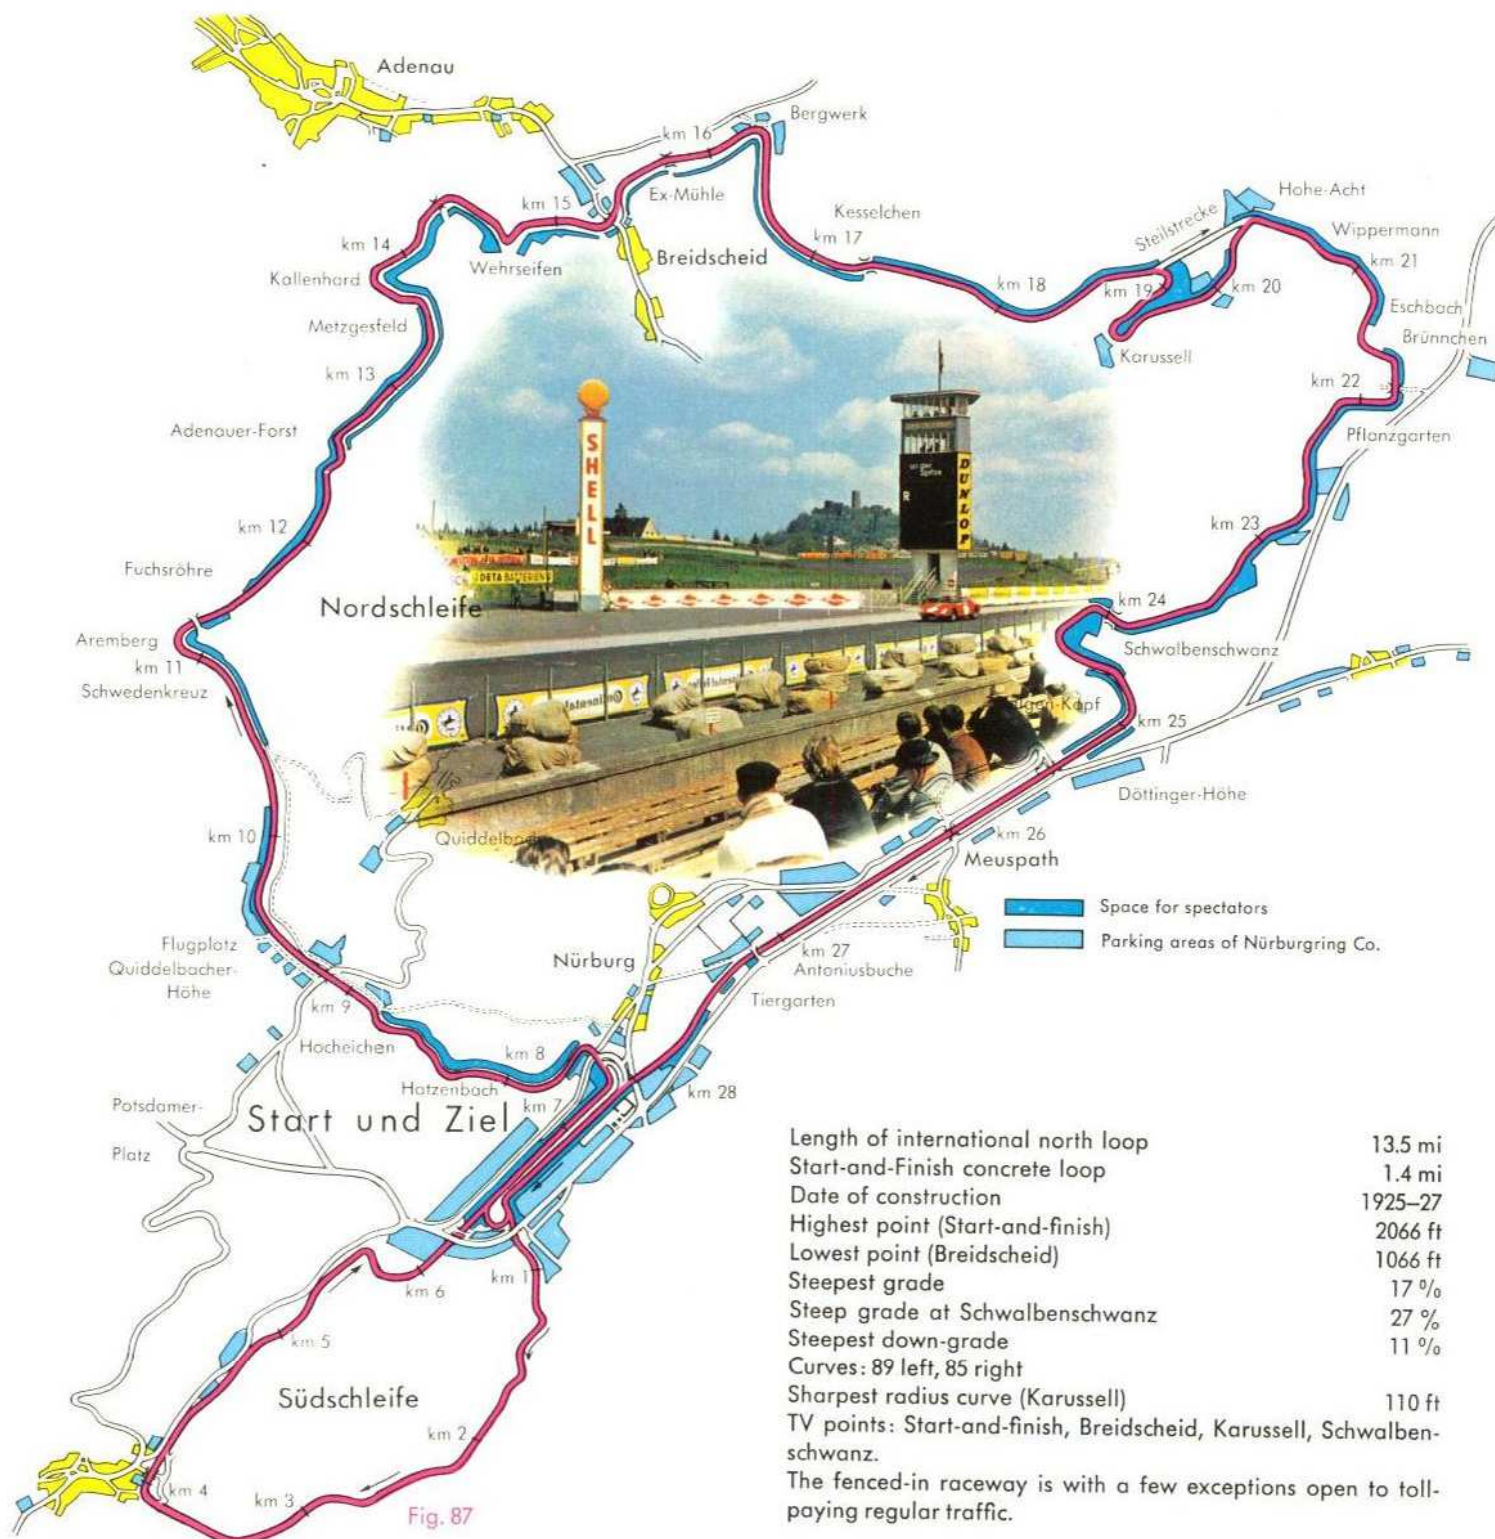 Adenau
Bergwerk
km 16
Ex-Mühle
km 15
Hohe-Acht
Steilstrecke
Kesselchen
Wippermann
km 14
Kallenhard
Wehrseifen
Breidscheid
km 17
km 21
km 18
km 19
km 20
Eschbach
Brünnchen
Metzgesfeld
Karussell
km 13
km 22
Adenauer-Forst
Pflanzgarten
SHELL
DUNLOP
R
km 12
km 23
Fuchsröhre
DETA BATTERIEN
Nordschleife
km 24
Aremberg
km 11
Schwedenkreuz
Schwalbenschwanz
km 25
Döttinger-Höhe
km 10
km 26
Meuspath
Space for spectators
Parking areas of Nürburgring Co.
Flugplatz
Quiddelbacher-
Höhe
Nürburg
km 27
Antoniusbuche
Tiergarten
km 9
Hocheichen
km 8
Hatzenbach
km 7
km 28
Potsdamer-
Platz
Start und Ziel
km 1
km 6
km 5
Südschleife
km 2
km 4
km 3
Fig. 87
Length of international north loop 13.5 mi
Start-and-Finish concrete loop 1.4 mi
Date of construction 1925–27
Highest point (Start-and-finish) 2066 ft
Lowest point (Breidscheid) 1066 ft
Steepest grade 17 %
Steep grade at Schwalbenschwanz 27 %
Steepest down-grade 11 %
Curves: 89 left, 85 right
Sharpest radius curve (Karussell) 110 ft
TV points: Start-and-finish, Breidscheid, Karussell, Schwalben-
schwanz.
The fenced-in raceway is with a few exceptions open to toll-
paying regular traffic.